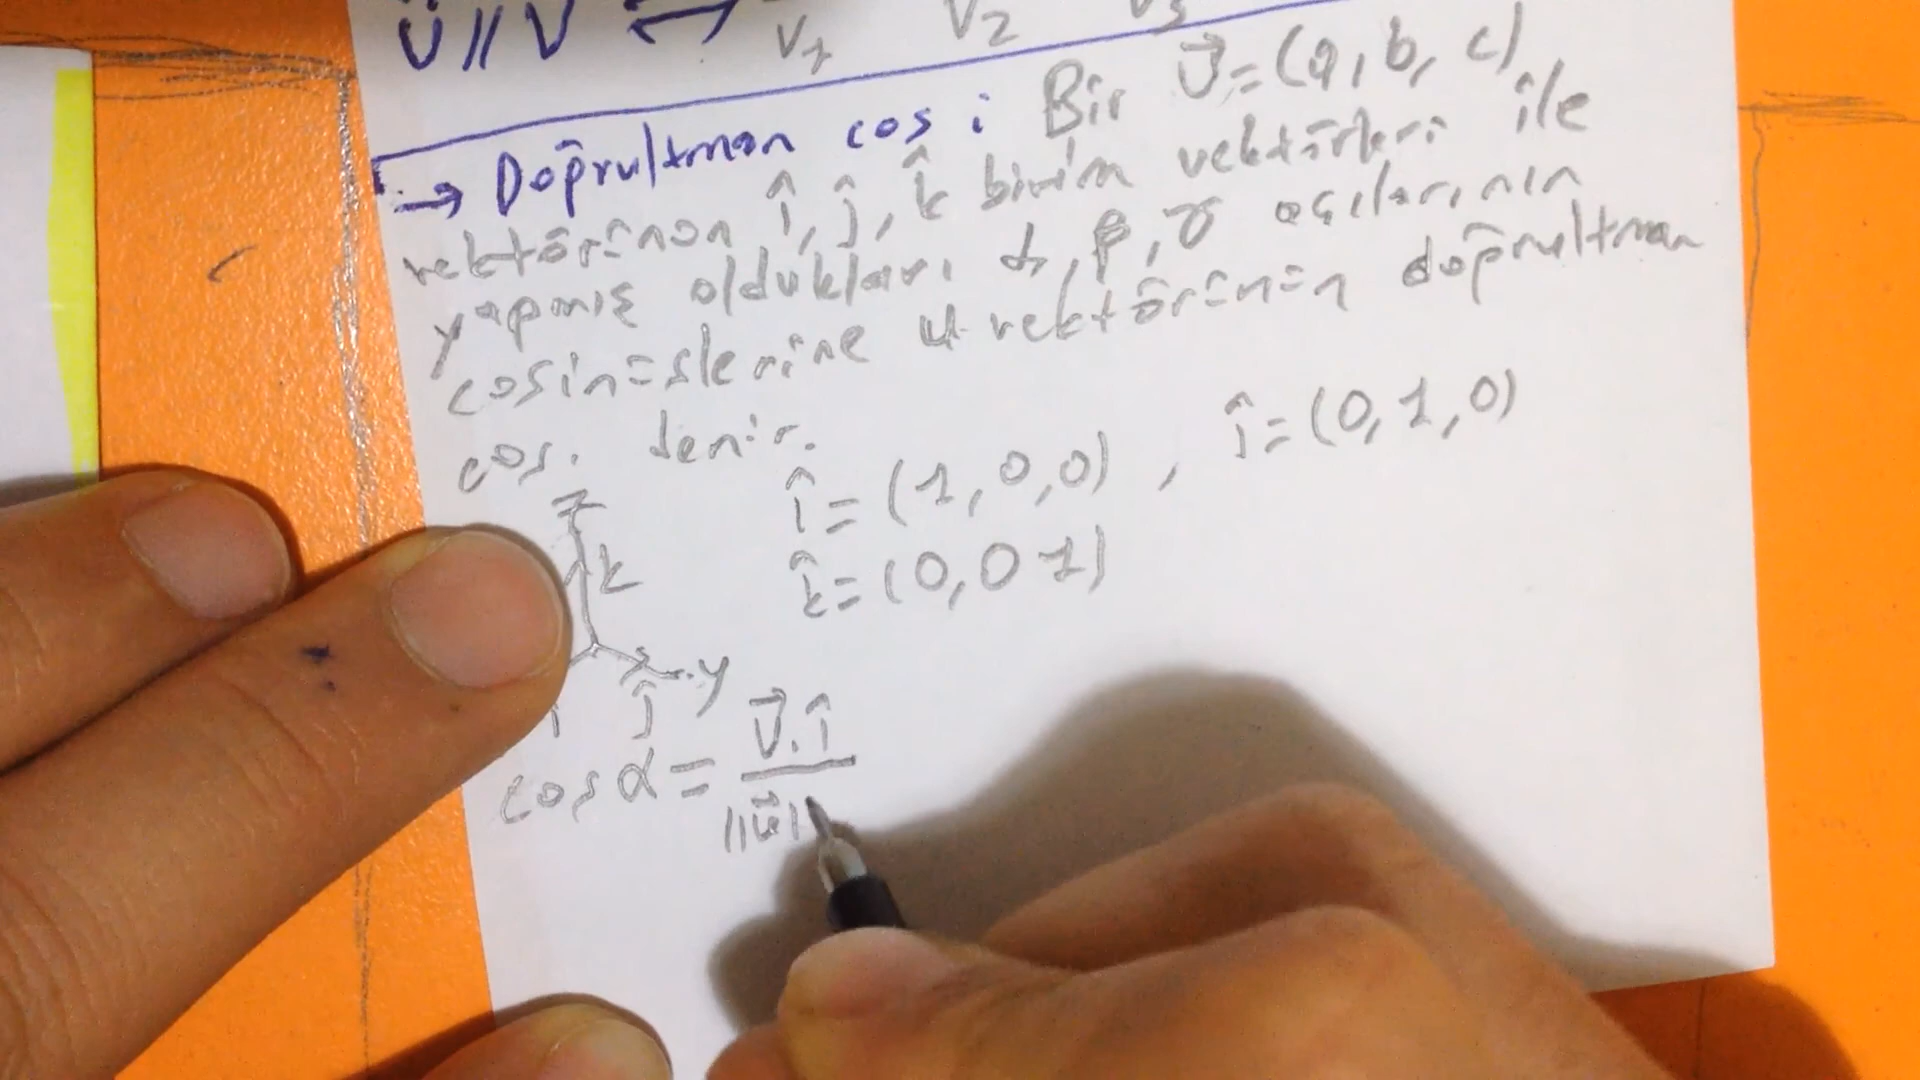 U // V ↔ V₁ V₂ V₃
→ Doğrultman cos : Bir U⃗ = (a, b, c)
vektörünün î, ĵ, k̂ birim vektörleri ile
yapmış oldukları α, β, γ açılarının
cosinüslerine u vektörünün doğrultman
cos. denir.
î = (1, 0, 0) , î = (0, 1, 0)
k̂ = (0, 0 1)
z
k
y
i ĵ
cos α = U⃗ . î
||u⃗||